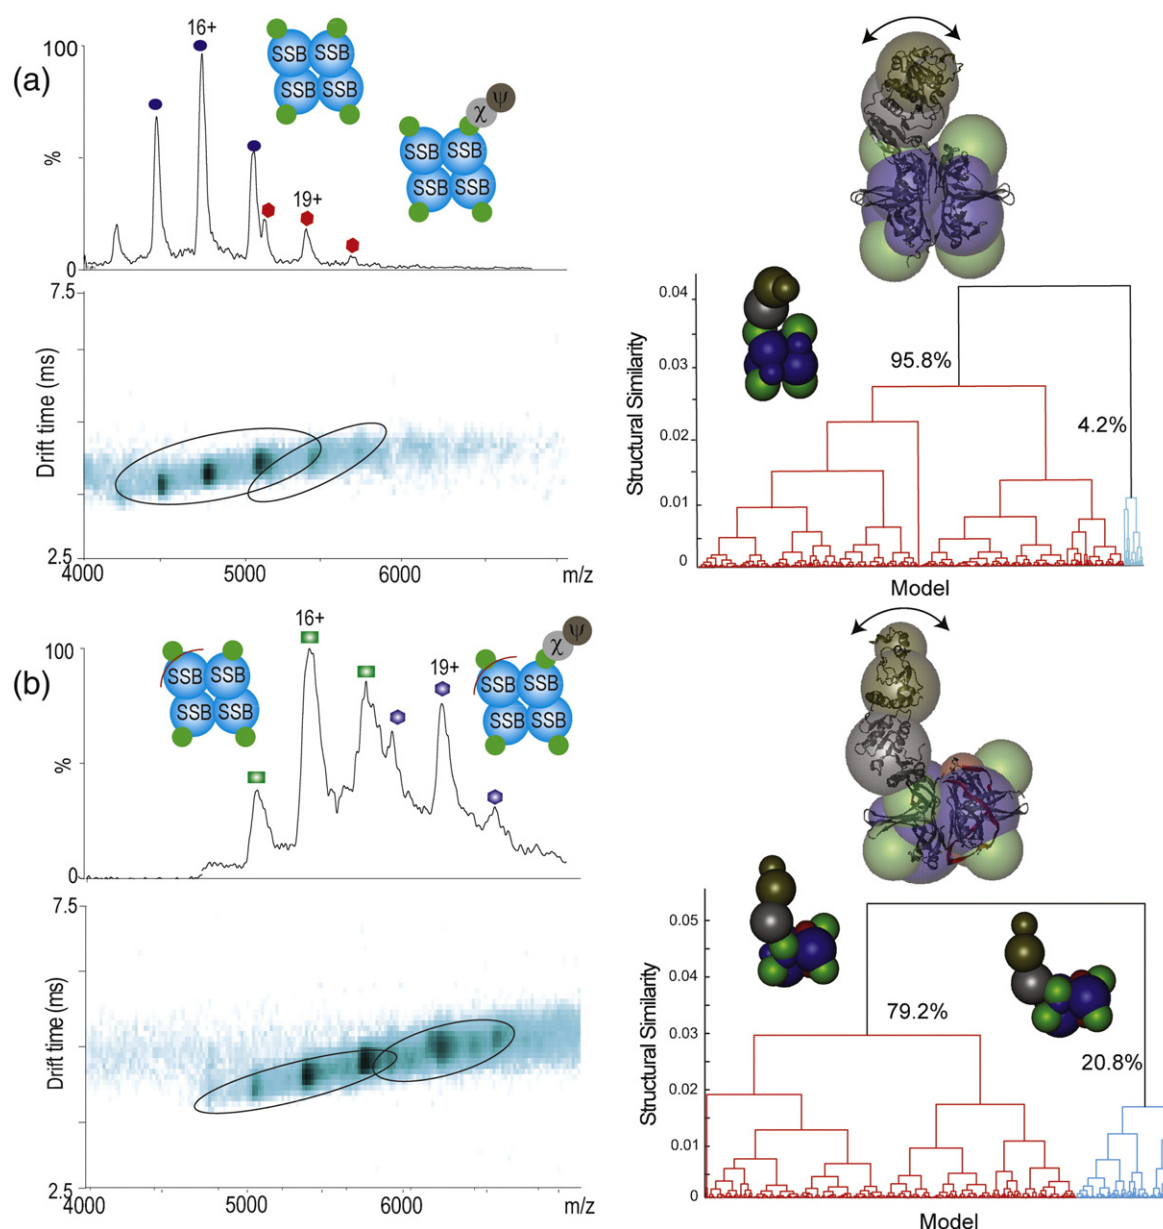 (a)
100
%
0
16+
19+
SSB SSB
SSB SSB
χ ψ
SSB SSB
SSB SSB
7.5
Drift time (ms)
2.5
4000 5000 6000 m/z
0.04
0.03
0.02
0.01
0
Structural Similarity
95.8%
4.2%
Model
(b)
100
%
0
16+
19+
SSB SSB
SSB SSB
χ ψ
SSB SSB
SSB SSB
7.5
Drift time (ms)
2.5
4000 5000 6000 m/z
0.05
0.04
0.03
0.02
0.01
0
Structural Similarity
79.2%
20.8%
Model